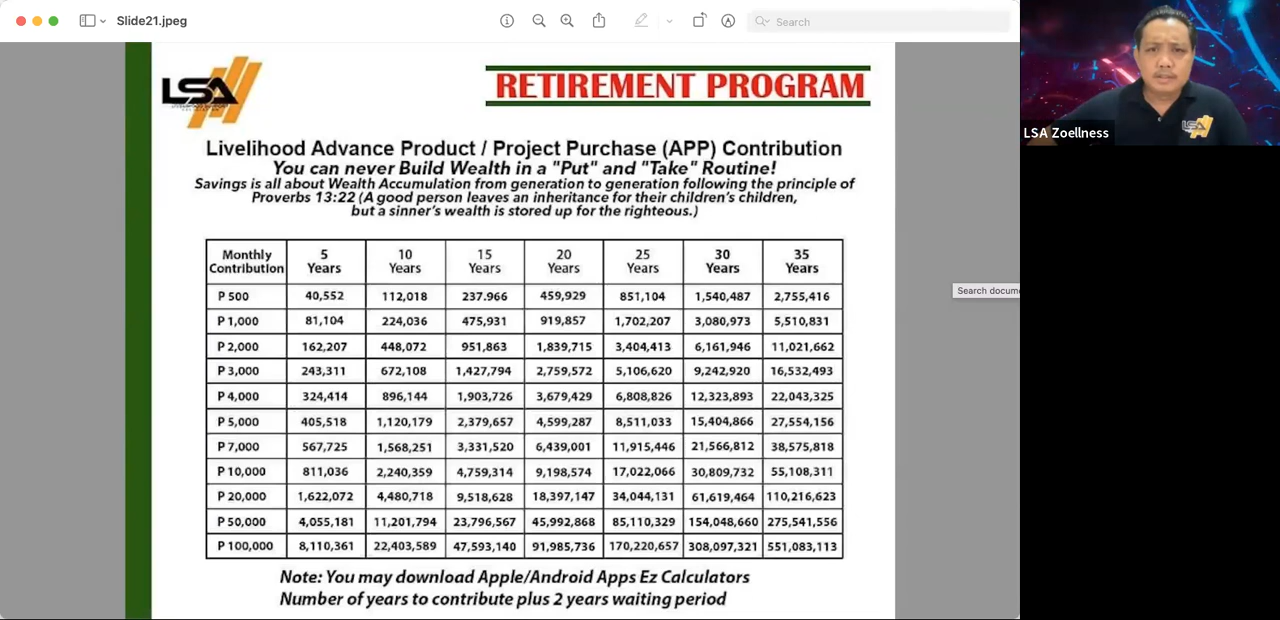 Slide21.jpeg
Search
LSA
RETIREMENT PROGRAM
Livelihood Advance Product / Project Purchase (APP) Contribution
You can never Build Wealth in a "Put" and "Take" Routine!
Savings is all about Wealth Accumulation from generation to generation following the principle of
Proverbs 13:22 (A good person leaves an inheritance for their children's children,
but a sinner's wealth is stored up for the righteous.)
Monthly Contribution 5 Years 10 Years 15 Years 20 Years 25 Years 30 Years 35 Years
P 500 40,552 112,018 237.966 459,929 851,104 1,540,487 2,755,416
P 1,000 81,104 224,036 475,931 919,857 1,702,207 3,080,973 5,510,831
P 2,000 162,207 448,072 951,863 1,839,715 3,404,413 6,161,946 11,021,662
P 3,000 243,311 672,108 1,427,794 2,759,572 5,106,620 9,242,920 16,532,493
P 4,000 324,414 896,144 1,903,726 3,679,429 6,808,826 12,323,893 22,043,325
P 5,000 405,518 1,120,179 2,379,657 4,599,287 8,511,033 15,404,866 27,554,156
P 7,000 567,725 1,568,251 3,331,520 6,439,001 11,915,446 21,566,812 38,575,818
P 10,000 811,036 2,240,359 4,759,314 9,198,574 17,022,066 30,809,732 55,108,311
P 20,000 1,622,072 4,480,718 9,518,628 18,397,147 34,044,131 61,619,464 110,216,623
P 50,000 4,055,181 11,201,794 23,796,567 45,992,868 85,110,329 154,048,660 275,541,556
P 100,000 8,110,361 22,403,589 47,593,140 91,985,736 170,220,657 308,097,321 551,083,113
Note: You may download Apple/Android Apps Ez Calculators
Number of years to contribute plus 2 years waiting period
Search docume
LSA
LSA Zoellness